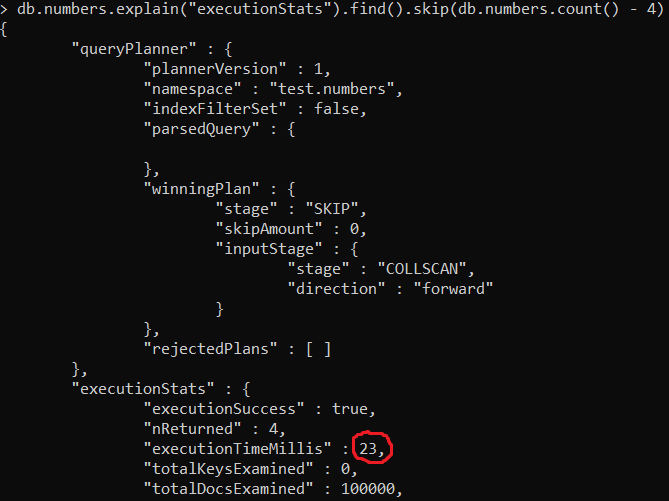 > db.numbers.explain("executionStats").find().skip(db.numbers.count() - 4)
{
        "queryPlanner" : {
                "plannerVersion" : 1,
                "namespace" : "test.numbers",
                "indexFilterSet" : false,
                "parsedQuery" : {

                },
                "winningPlan" : {
                        "stage" : "SKIP",
                        "skipAmount" : 0,
                        "inputStage" : {
                                "stage" : "COLLSCAN",
                                "direction" : "forward"
                        }
                },
                "rejectedPlans" : [ ]
        },
        "executionStats" : {
                "executionSuccess" : true,
                "nReturned" : 4,
                "executionTimeMillis" : 23,
                "totalKeysExamined" : 0,
                "totalDocsExamined" : 100000,